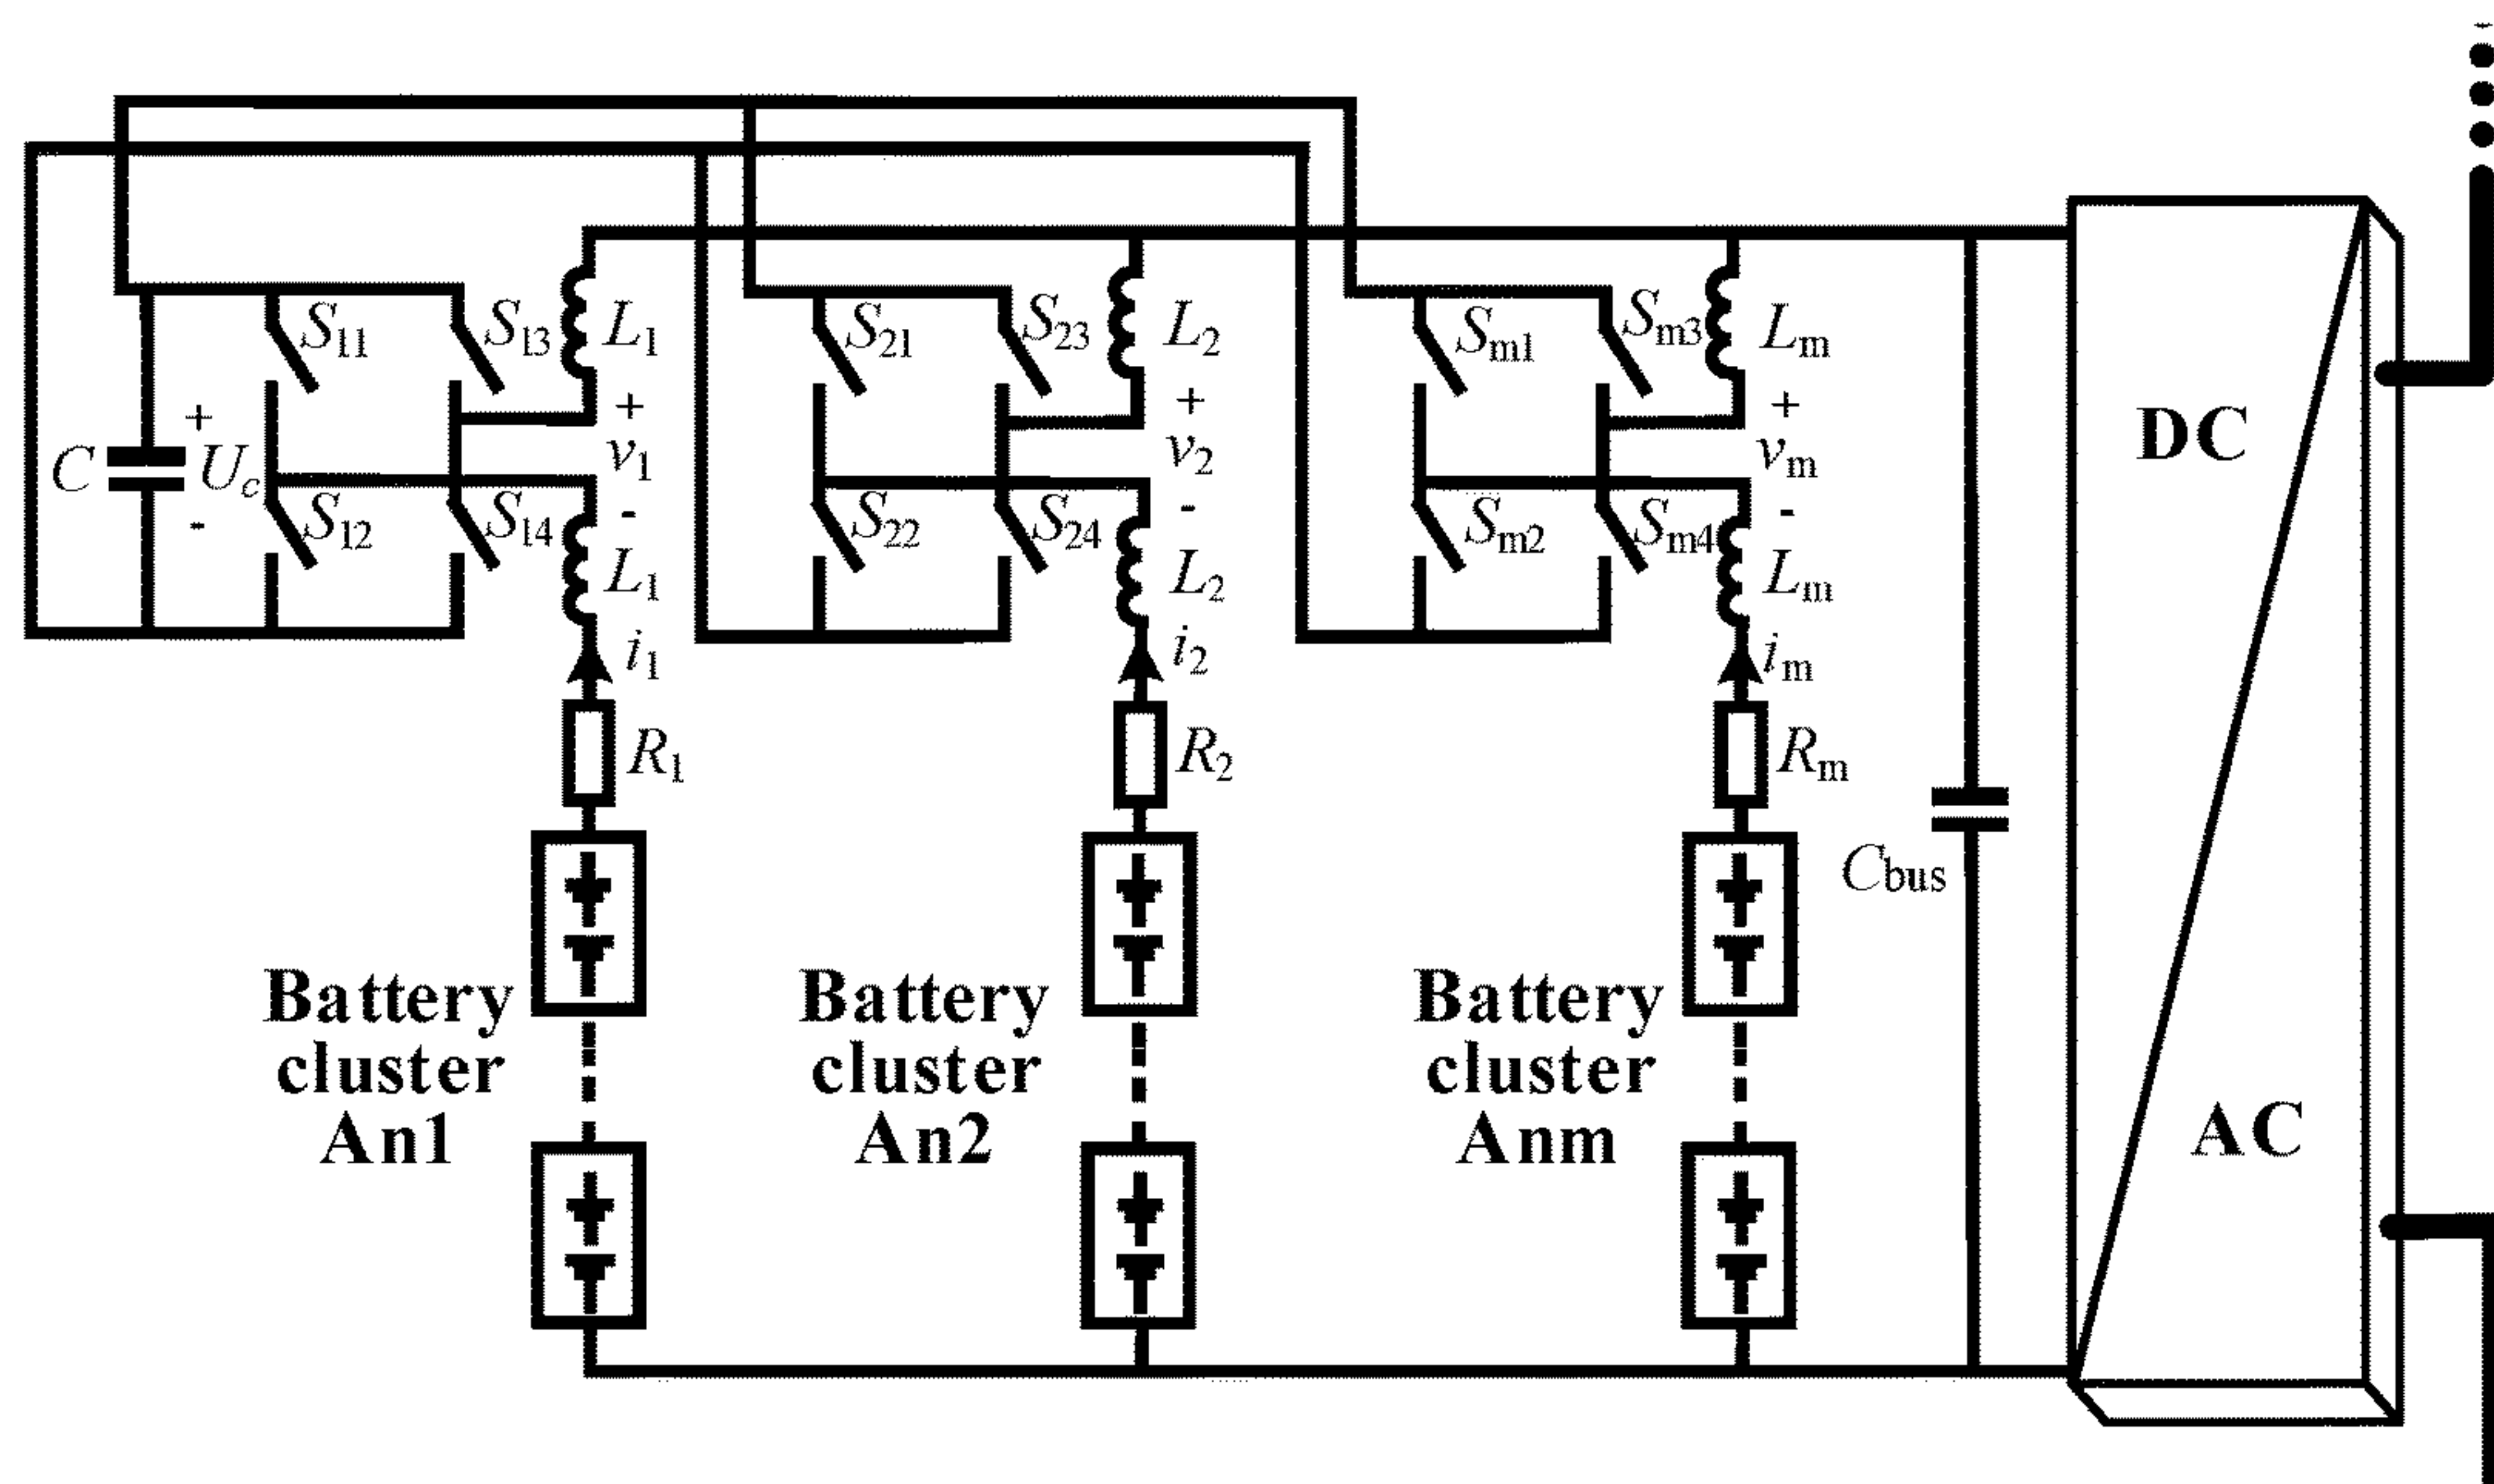 S11
S13
L1
S21
S23
L2
Sm1
Sm3
Lm
+
v1
+
v2
+
vm
DC
C
+
Uc
-
S12
S14
-
L1
S22
S24
-
L2
Sm2
Sm4
-
Lm
i1
i2
im
R1
R2
Rm
Cbus
Battery
cluster
An1
Battery
cluster
An2
Battery
cluster
Anm
AC